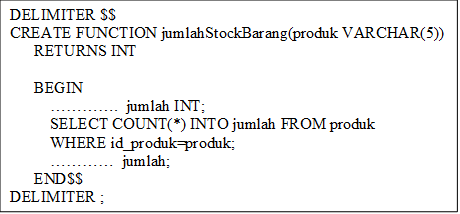 DELIMITER $$
CREATE FUNCTION jumlahStockBarang(produk VARCHAR(5))
RETURNS INT
BEGIN
…………. jumlah INT;
SELECT COUNT(*) INTO jumlah FROM produk
WHERE id_produk=produk;
………… jumlah;
END$$
DELIMITER ;